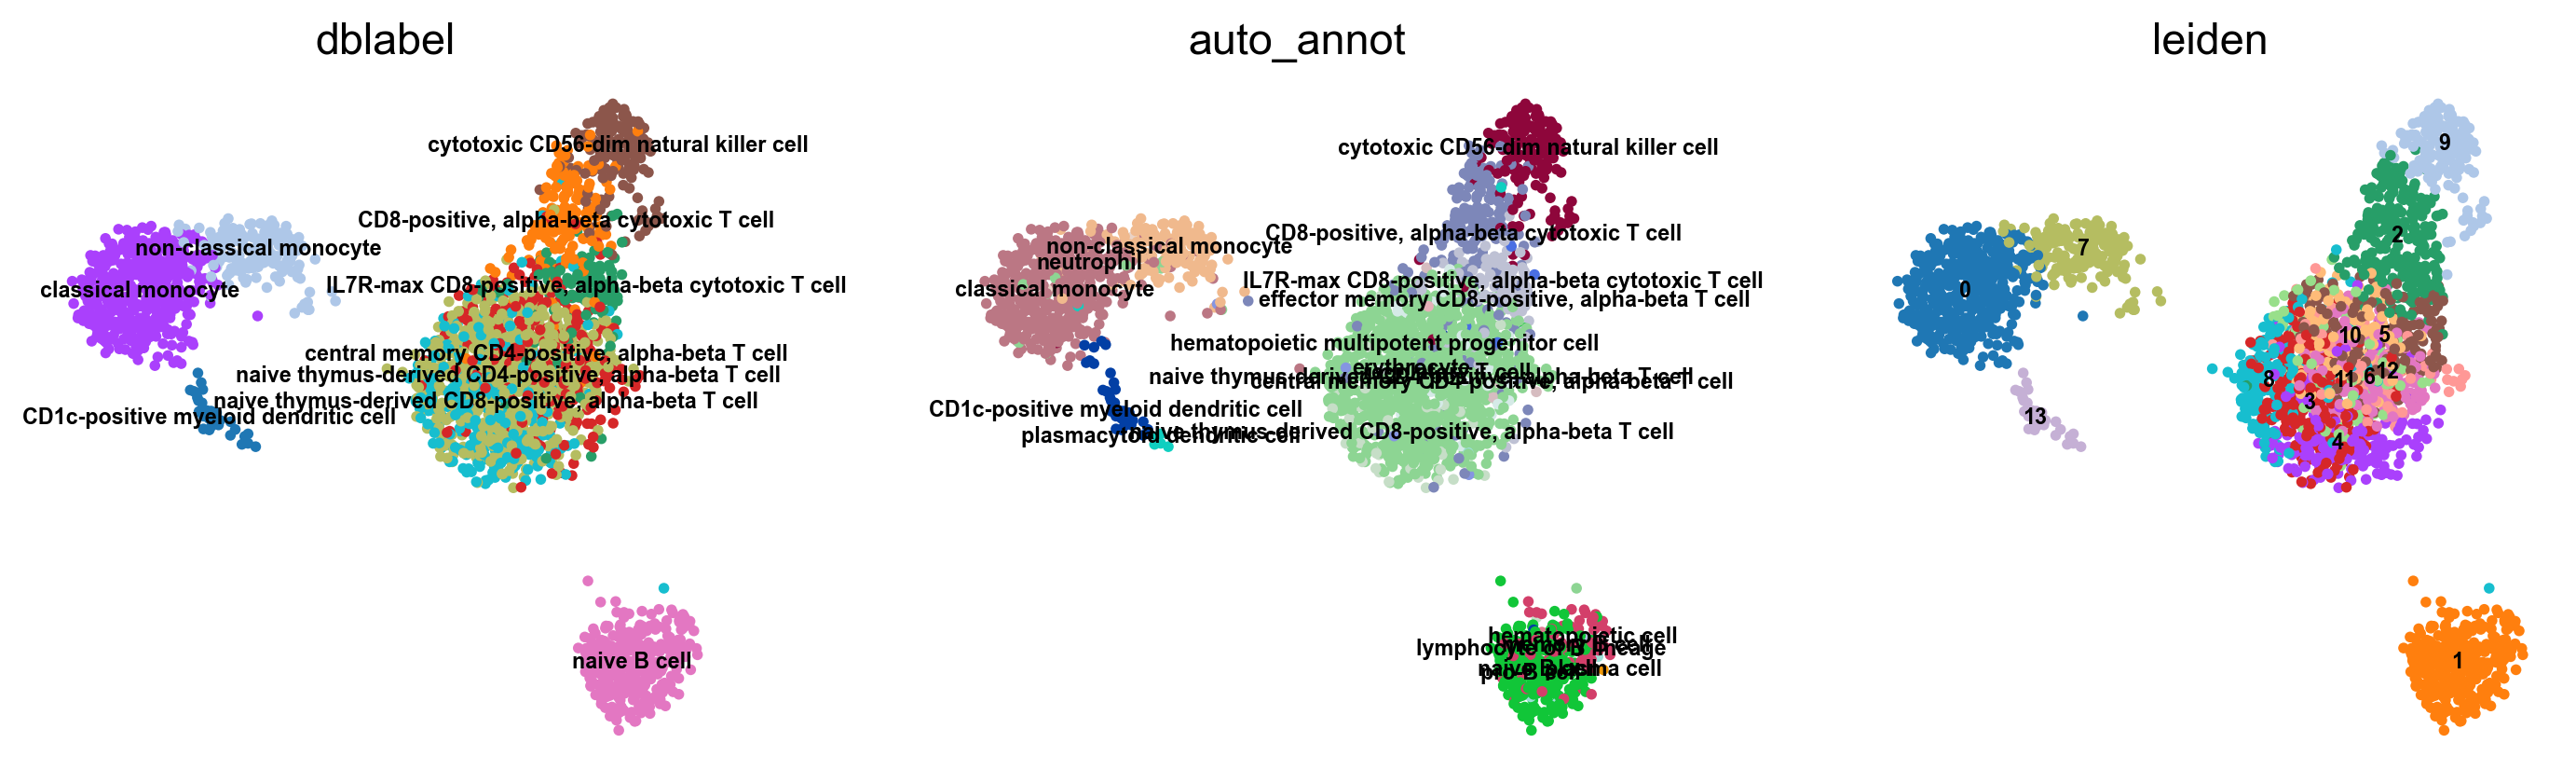 dblabel
cytotoxic CD56-dim natural killer cell
CD8-positive, alpha-beta cytotoxic T cell
non-classical monocyte
IL7R-max CD8-positive, alpha-beta cytotoxic T cell
classical monocyte
central memory CD4-positive, alpha-beta T cell
naive thymus-derived CD4-positive, alpha-beta T cell
naive thymus-derived CD8-positive, alpha-beta T cell
CD1c-positive myeloid dendritic cell
naive B cell
auto_annot
cytotoxic CD56-dim natural killer cell
CD8-positive, alpha-beta cytotoxic T cell
non-classical monocyte
neutrophil
IL7R-max CD8-positive, alpha-beta cytotoxic T cell
classical monocyte
effector memory CD8-positive, alpha-beta T cell
hematopoietic multipotent progenitor cell
erythrocyte
naive thymus-derived CD4-positive, alpha-beta T cell
central memory CD4-positive, alpha-beta T cell
CD1c-positive myeloid dendritic cell
plasmacytoid dendritic cell
naive thymus-derived CD8-positive, alpha-beta T cell
hematopoietic cell
memory B cell
lymphocyte of B lineage
naive B cell
plasma cell
pro-B cell
leiden
9
2
7
0
10
5
12
6
11
8
3
13
4
1